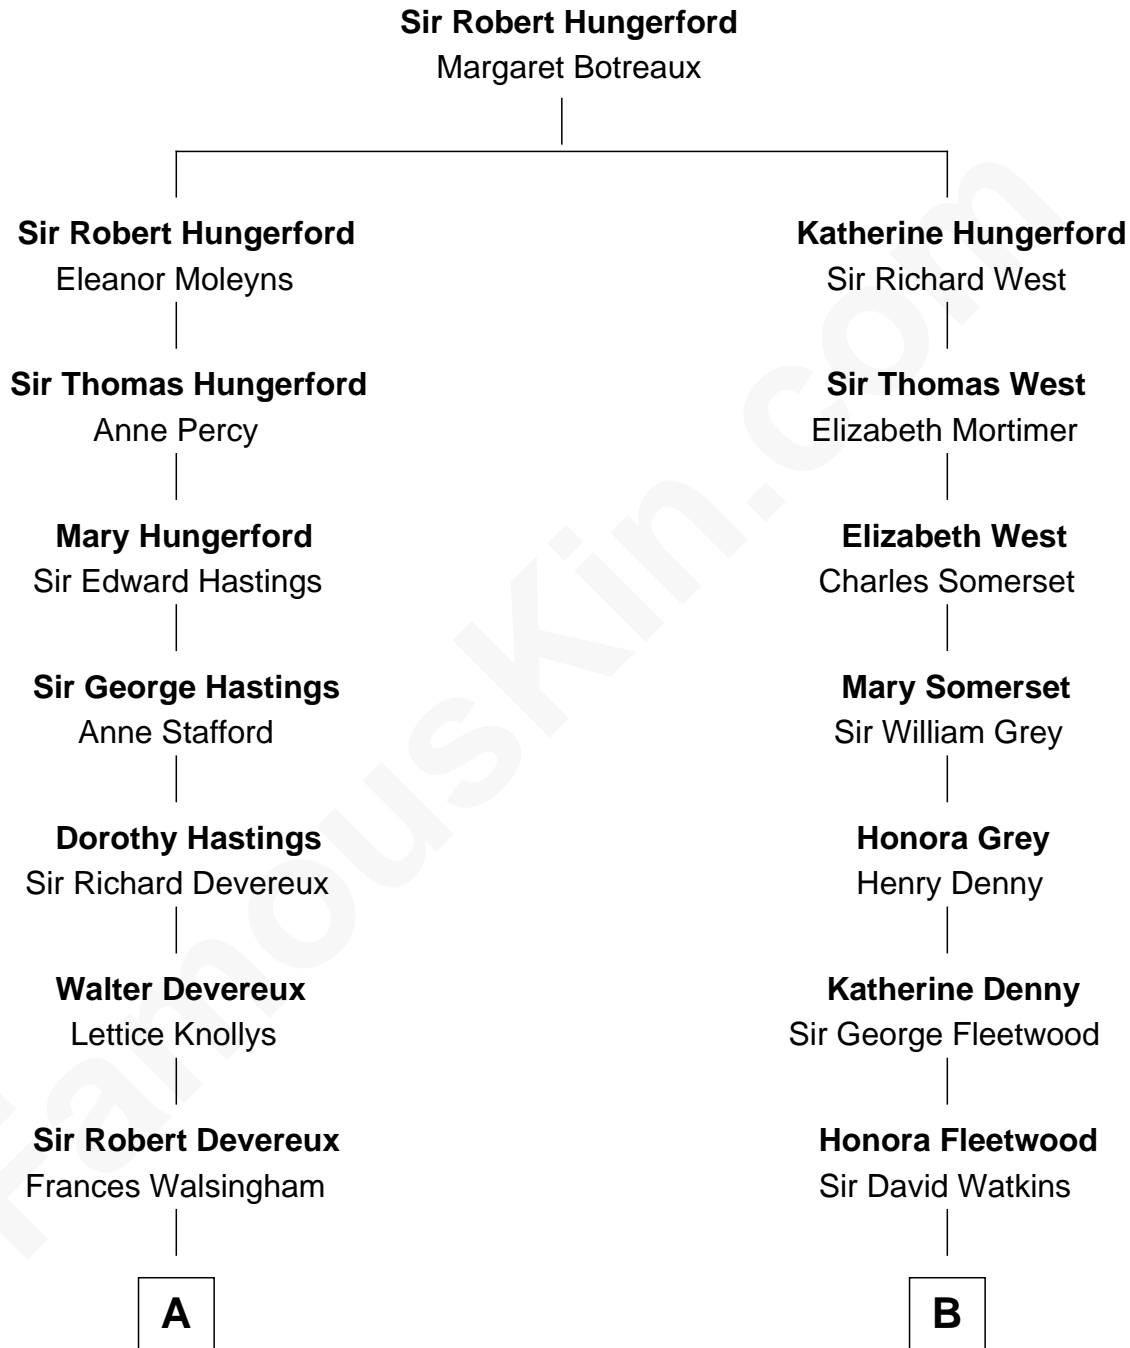 Sir Robert Hungerford
Margaret Botreaux
Sir Robert Hungerford
Eleanor Moleyns
Sir Thomas Hungerford
Anne Percy
Mary Hungerford
Sir Edward Hastings
Sir George Hastings
Anne Stafford
Dorothy Hastings
Sir Richard Devereux
Walter Devereux
Lettice Knollys
Sir Robert Devereux
Frances Walsingham
A
Katherine Hungerford
Sir Richard West
Sir Thomas West
Elizabeth Mortimer
Elizabeth West
Charles Somerset
Mary Somerset
Sir William Grey
Honora Grey
Henry Denny
Katherine Denny
Sir George Fleetwood
Honora Fleetwood
Sir David Watkins
B
FamousKin.com